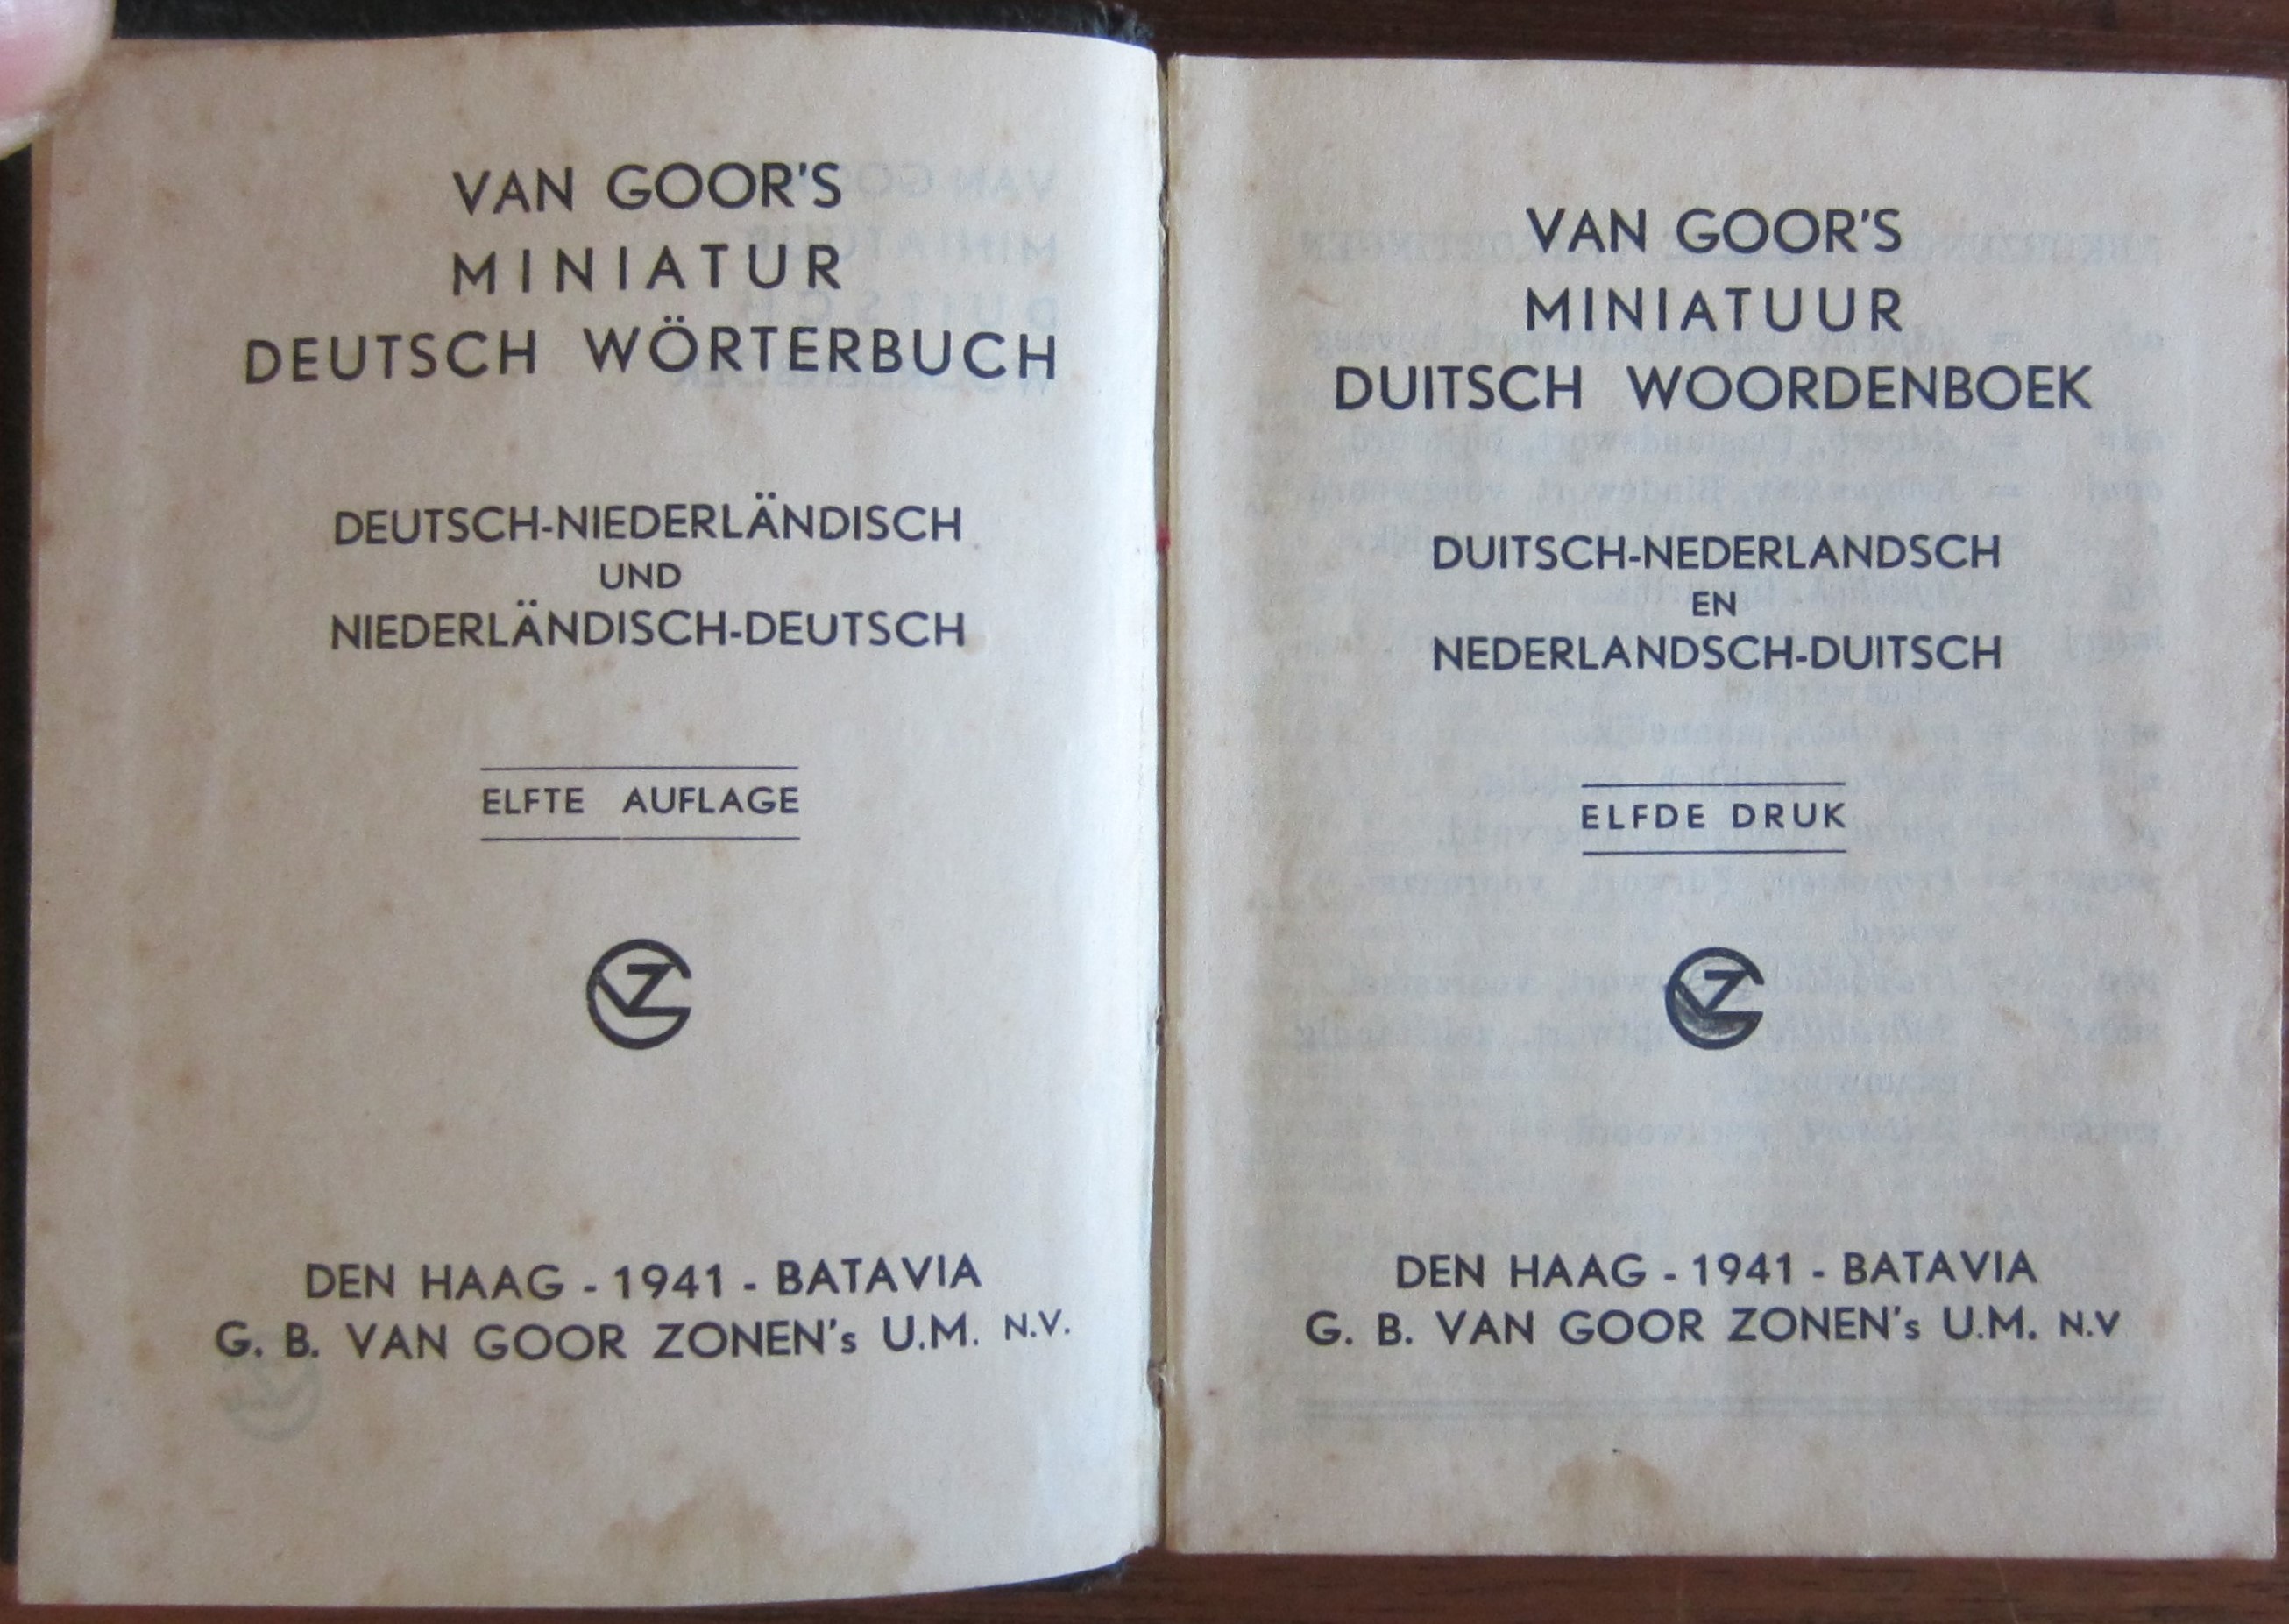 VAN GOOR'S
MINIATUR
DEUTSCH WÖRTERBUCH
DEUTSCH-NIEDERLÄNDISCH
UND
NIEDERLÄNDISCH-DEUTSCH
ELFTE AUFLAGE
VGZ
DEN HAAG - 1941 - BATAVIA
G. B. VAN GOOR ZONEN's U.M. N.V.
VAN GOOR'S
MINIATUUR
DUITSCH WOORDENBOEK
DUITSCH-NEDERLANDSCH
EN
NEDERLANDSCH-DUITSCH
ELFDE DRUK
VGZ
DEN HAAG - 1941 - BATAVIA
G. B. VAN GOOR ZONEN's U.M. N.V